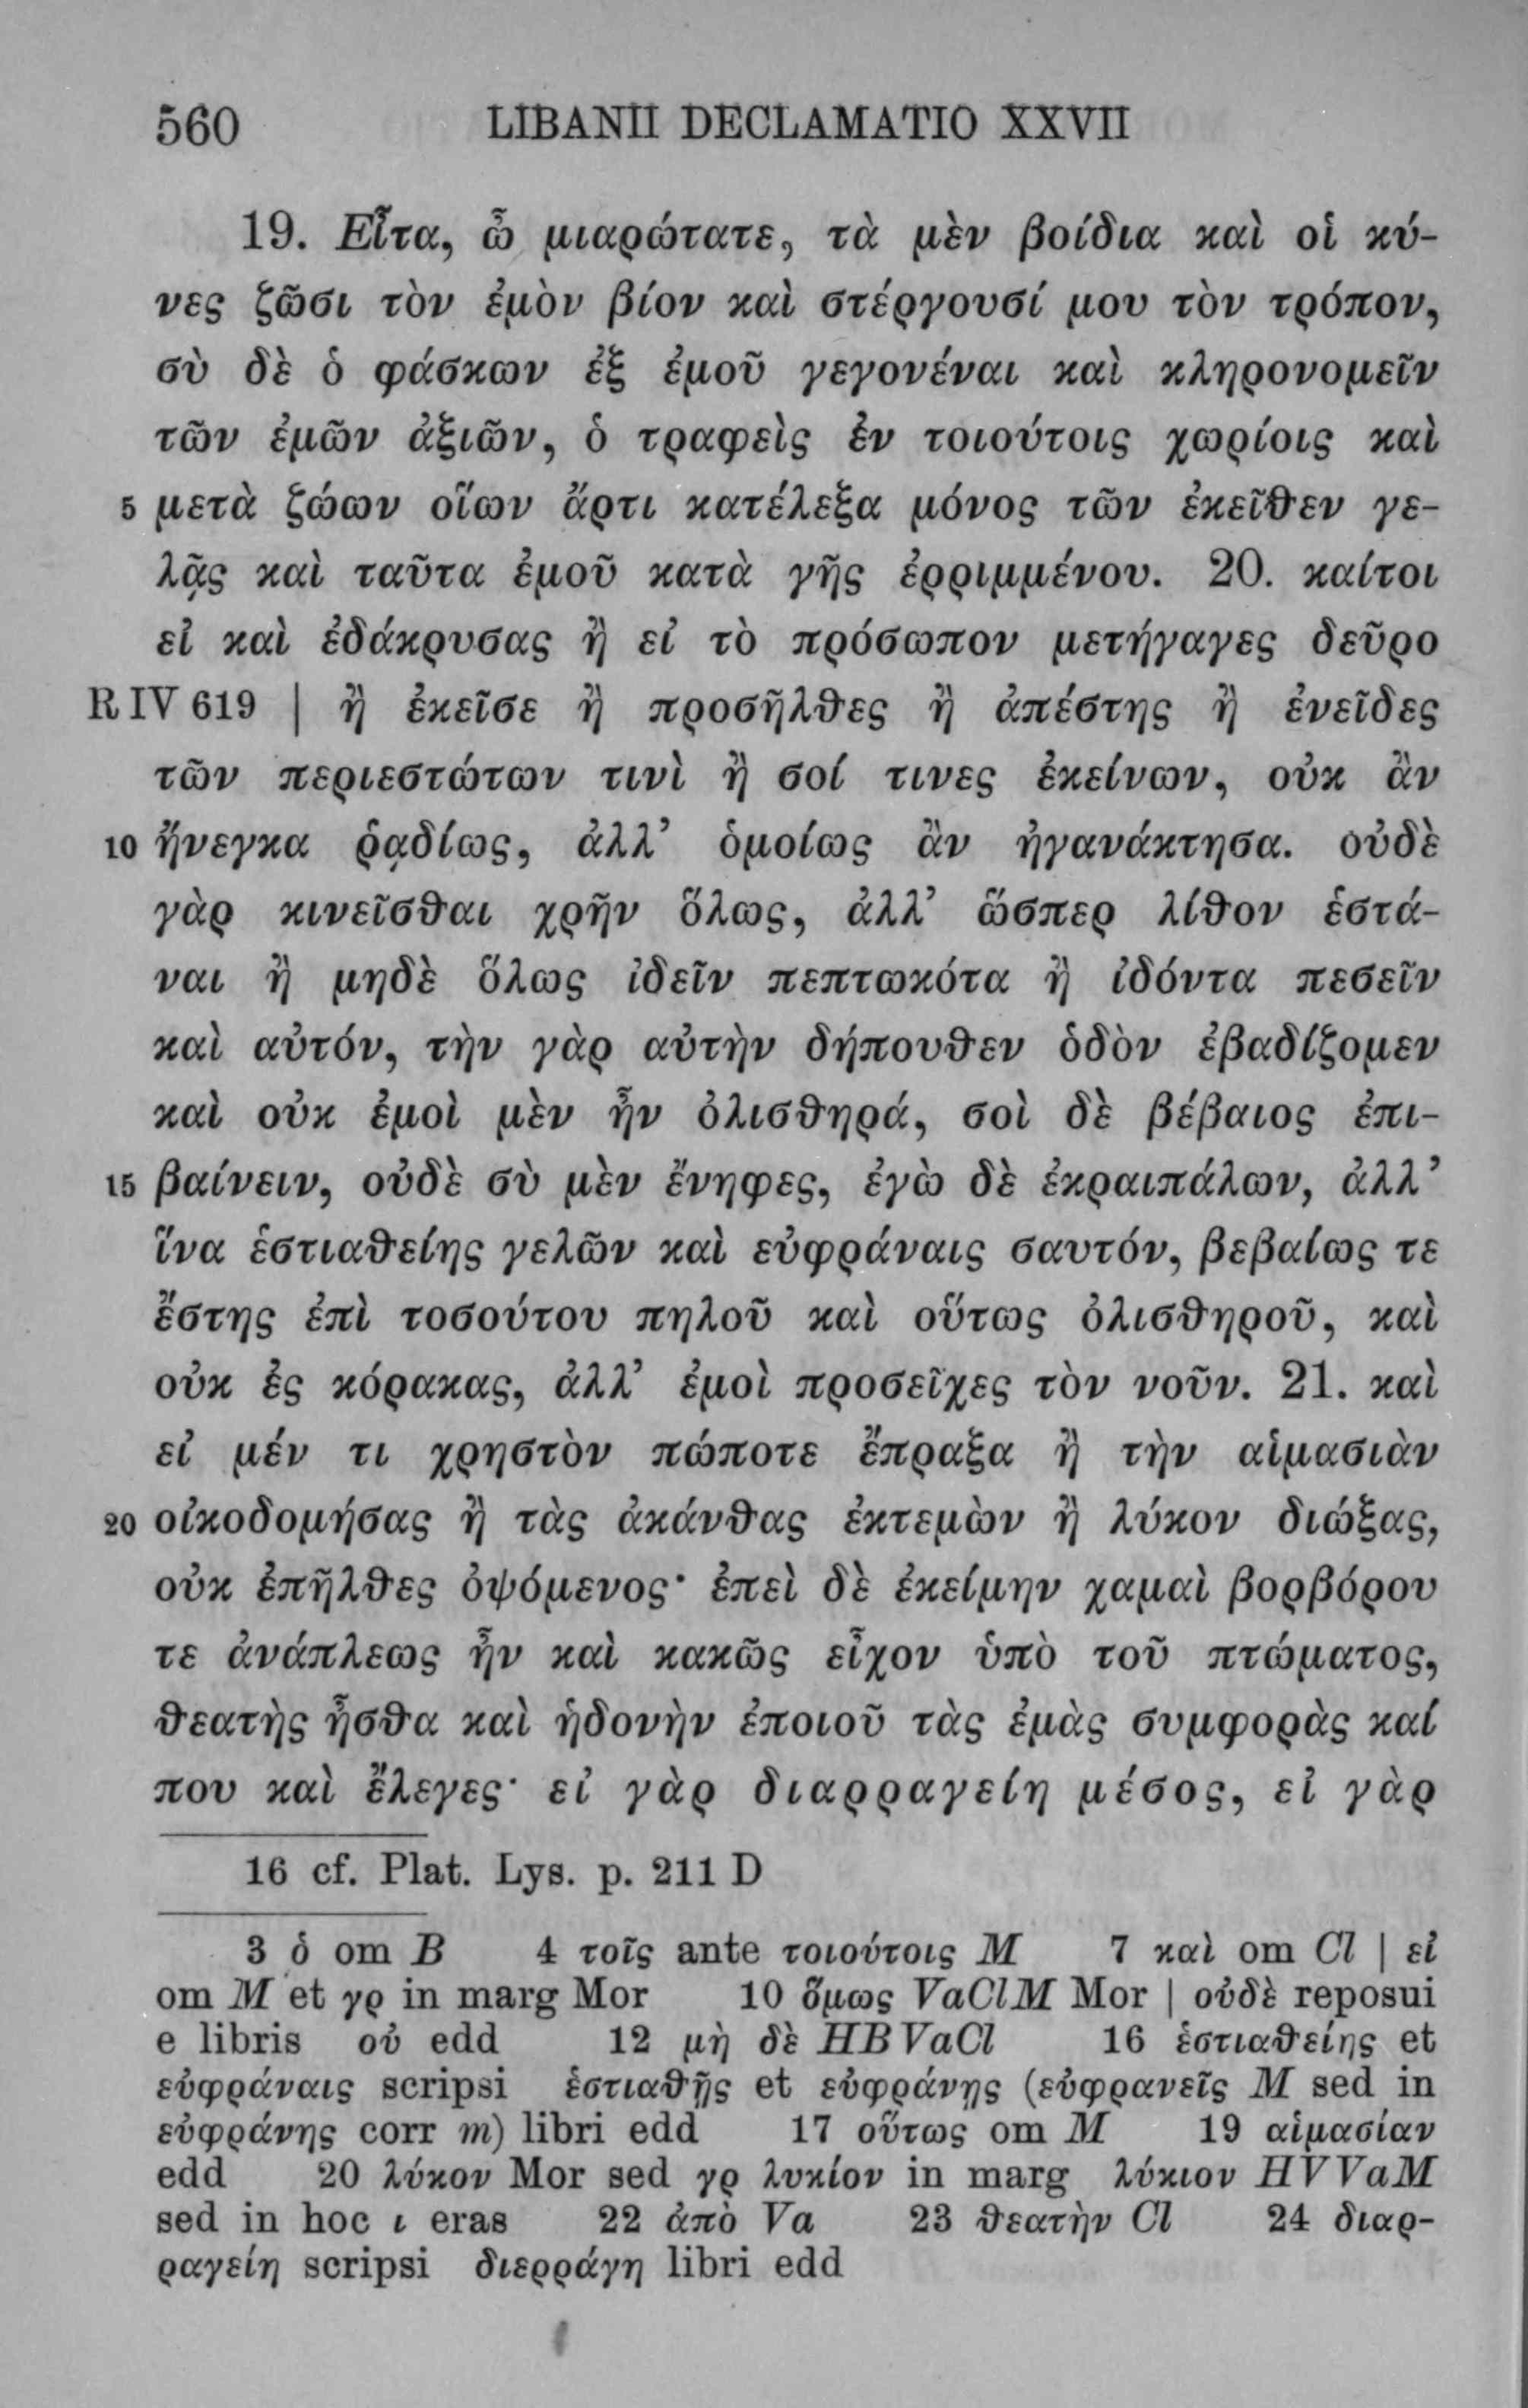 560 LIBANII DECLAMATIO XXVII
19. Εἶτα, ὦ μιαρώτατε, τὰ μὲν βοίδια καὶ οἱ κύ-
νες ζῶσι τὸν ἐμὸν βίον καὶ στέργουσί μου τὸν τρόπον,
σὺ δὲ ὁ φάσκων ἐξ ἐμοῦ γεγονέναι καὶ κληρονομεῖν
τῶν ἐμῶν ἀξιῶν, ὁ τραφεὶς ἐν τοιούτοις χωρίοις καὶ
5 μετὰ ζώων οἵων ἄρτι κατέλεξα μόνος τῶν ἐκεῖθεν γε-
λᾷς καὶ ταῦτα ἐμοῦ κατὰ γῆς ἐρριμμένου. 20. καίτοι
εἰ καὶ ἐδάκρυσας ἢ εἰ τὸ πρόσωπον μετήγαγες δεῦρο
R IV 619 | ἢ ἐκεῖσε ἢ προσῆλθες ἢ ἀπέστης ἢ ἐνεῖδες
τῶν περιεστώτων τινὶ ἢ σοί τινες ἐκείνων, οὐκ ἂν
10 ἤνεγκα ῥᾳδίως, ἀλλ’ ὁμοίως ἂν ἠγανάκτησα. οὐδὲ
γὰρ κινεῖσθαι χρῆν ὅλως, ἀλλ’ ὥσπερ λίθον ἑστά-
ναι ἢ μηδὲ ὅλως ἰδεῖν πεπτωκότα ἢ ἰδόντα πεσεῖν
καὶ αὐτόν, τὴν γὰρ αὐτὴν δήπουθεν ὁδὸν ἐβαδίζομεν
καὶ οὐκ ἐμοὶ μὲν ἦν ὀλισθηρά, σοὶ δὲ βέβαιος ἐπι-
15 βαίνειν, οὐδὲ σὺ μὲν ἔνηφες, ἐγὼ δὲ ἐκραιπάλων, ἀλλ’
ἵνα ἑστιαθείης γελῶν καὶ εὐφράναις σαυτόν, βεβαίως τε
ἔστης ἐπὶ τοσούτου πηλοῦ καὶ οὕτως ὀλισθηροῦ, καὶ
οὐκ ἐς κόρακας, ἀλλ’ ἐμοὶ προσεῖχες τὸν νοῦν. 21. καὶ
εἰ μέν τι χρηστὸν πώποτε ἔπραξα ἢ τὴν αἱμασιὰν
20 οἰκοδομήσας ἢ τὰς ἀκάνθας ἐκτεμὼν ἢ λύκον διώξας,
οὐκ ἐπῆλθες ὀψόμενος· ἐπεὶ δὲ ἐκείμην χαμαὶ βορβόρου
τε ἀνάπλεως ἦν καὶ κακῶς εἶχον ὑπὸ τοῦ πτώματος,
θεατὴς ἦσθα καὶ ἡδονὴν ἐποιοῦ τὰς ἐμὰς συμφορὰς καί
που καὶ ἔλεγες· εἰ γὰρ διαρραγείη μέσος, εἰ γὰρ
16 cf. Plat. Lys. p. 211 D
3 ὁ om B 4 τοῖς ante τοιούτοις M 7 καὶ om Cl | εἰ
om M et γρ in marg Mor 10 ὅμως VaClM Mor | οὐδὲ reposui
e libris οὐ edd 12 μὴ δὲ HBVaCl 16 ἑστιαθείης et
εὐφράναις scripsi ἑστιαθῇς et εὐφράνῃς (εὐφρανεῖς M sed in
εὐφράνης corr m) libri edd 17 οὕτως om M 19 αἱμασίαν
edd 20 λύκον Mor sed γρ λυκίον in marg λύκιον HVVaM
sed in hoc ι eras 22 ἀπὸ Va 23 θεατὴν Cl 24 διαρ-
ραγείη scripsi διερράγη libri edd